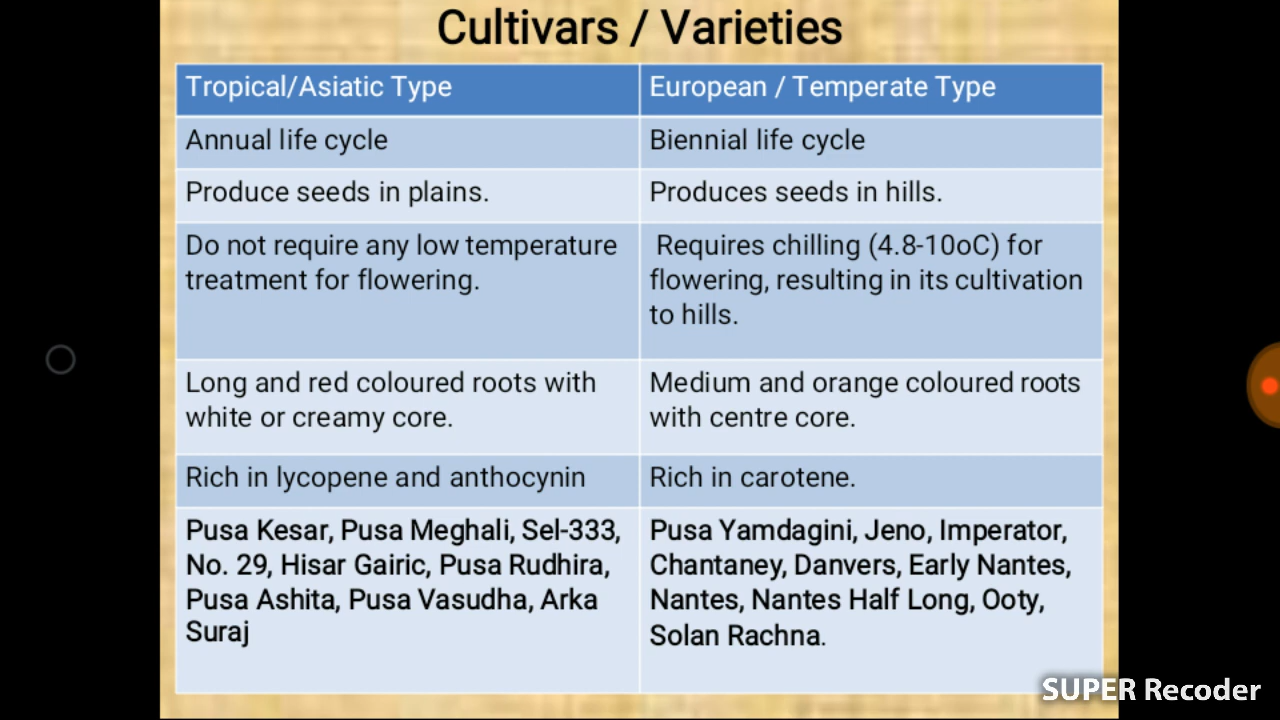 Cultivars / Varieties
Tropical/Asiatic Type
European / Temperate Type
Annual life cycle
Biennial life cycle
Produce seeds in plains.
Produces seeds in hills.
Do not require any low temperature
treatment for flowering.
Requires chilling (4.8-10oC) for
flowering, resulting in its cultivation
to hills.
Long and red coloured roots with
white or creamy core.
Medium and orange coloured roots
with centre core.
Rich in lycopene and anthocynin
Rich in carotene.
Pusa Kesar, Pusa Meghali, Sel-333,
No. 29, Hisar Gairic, Pusa Rudhira,
Pusa Ashita, Pusa Vasudha, Arka
Suraj
Pusa Yamdagini, Jeno, Imperator,
Chantaney, Danvers, Early Nantes,
Nantes, Nantes Half Long, Ooty,
Solan Rachna.
SUPER Recoder